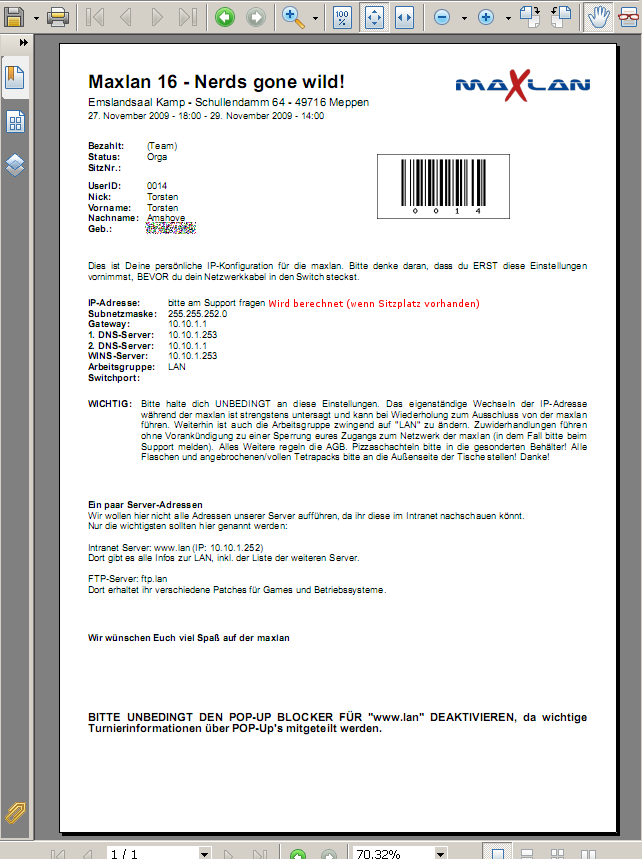 100
%
Maxlan 16 - Nerds gone wild!
MAXLAN
Emslandsaal Kamp - Schullendamm 64 - 49716 Meppen
27. November 2009 - 18:00 - 29. November 2009 - 14:00
Bezahlt: (Team)
Status: Orga
SitzNr.:
UserID: 0014
Nick: Torsten
Vorname: Torsten
Nachname: Amshove
Geb.:
0 0 1 4
Dies ist Deine persönliche IP-Konfiguration für die maxlan. Bitte denke daran, dass du ERST diese Einstellungen
vornimmst, BEVOR du dein Netzwerkkabel in den Switch steckst.
IP-Adresse: bitte am Support fragen Wird berechnet (wenn Sitzplatz vorhanden)
Subnetzmaske: 255.255.252.0
Gateway: 10.10.1.1
1. DNS-Server: 10.10.1.253
2. DNS-Server: 10.10.1.1
WINS-Server: 10.10.1.253
Arbeitsgruppe: LAN
Switchport:
WICHTIG: Bitte halte dich UNBEDINGT an diese Einstellungen. Das eigenständige Wechseln der IP-Adresse
während der maxlan ist strengstens untersagt und kann bei Wiederholung zum Ausschluss von der maxlan
führen. Weiterhin ist auch die Arbeitsgruppe zwingend auf "LAN" zu ändern. Zuwiderhandlungen führen
ohne Vorankündigung zu einer Sperrung eures Zugangs zum Netzwerk der maxlan (in dem Fall bitte beim
Support melden). Alles Weitere regeln die AGB. Pizzaschachteln bitte in die gesonderten Behälter! Alle
Flaschen und angebrochenen/vollen Tetrapacks bitte an die Außenseite der Tische stellen! Danke!
Ein paar Server-Adressen
Wir wollen hier nicht alle Adressen unserer Server aufführen, da ihr diese im Intranet nachschauen könnt.
Nur die wichtigsten sollten hier genannt werden:
Intranet Server: www.lan (IP: 10.10.1.252)
Dort gibt es alle Infos zur LAN, inkl. der Liste der weiteren Server.
FTP-Server: ftp.lan
Dort erhaltet ihr verschiedene Patches für Games und Betriebssysteme.
Wir wünschen Euch viel Spaß auf der maxlan
BITTE UNBEDINGT DEN POP-UP BLOCKER FÜR "www.lan" DEAKTIVIEREN, da wichtige
Turnierinformationen über POP-Up's mitgeteilt werden.
1 / 1
70.32%